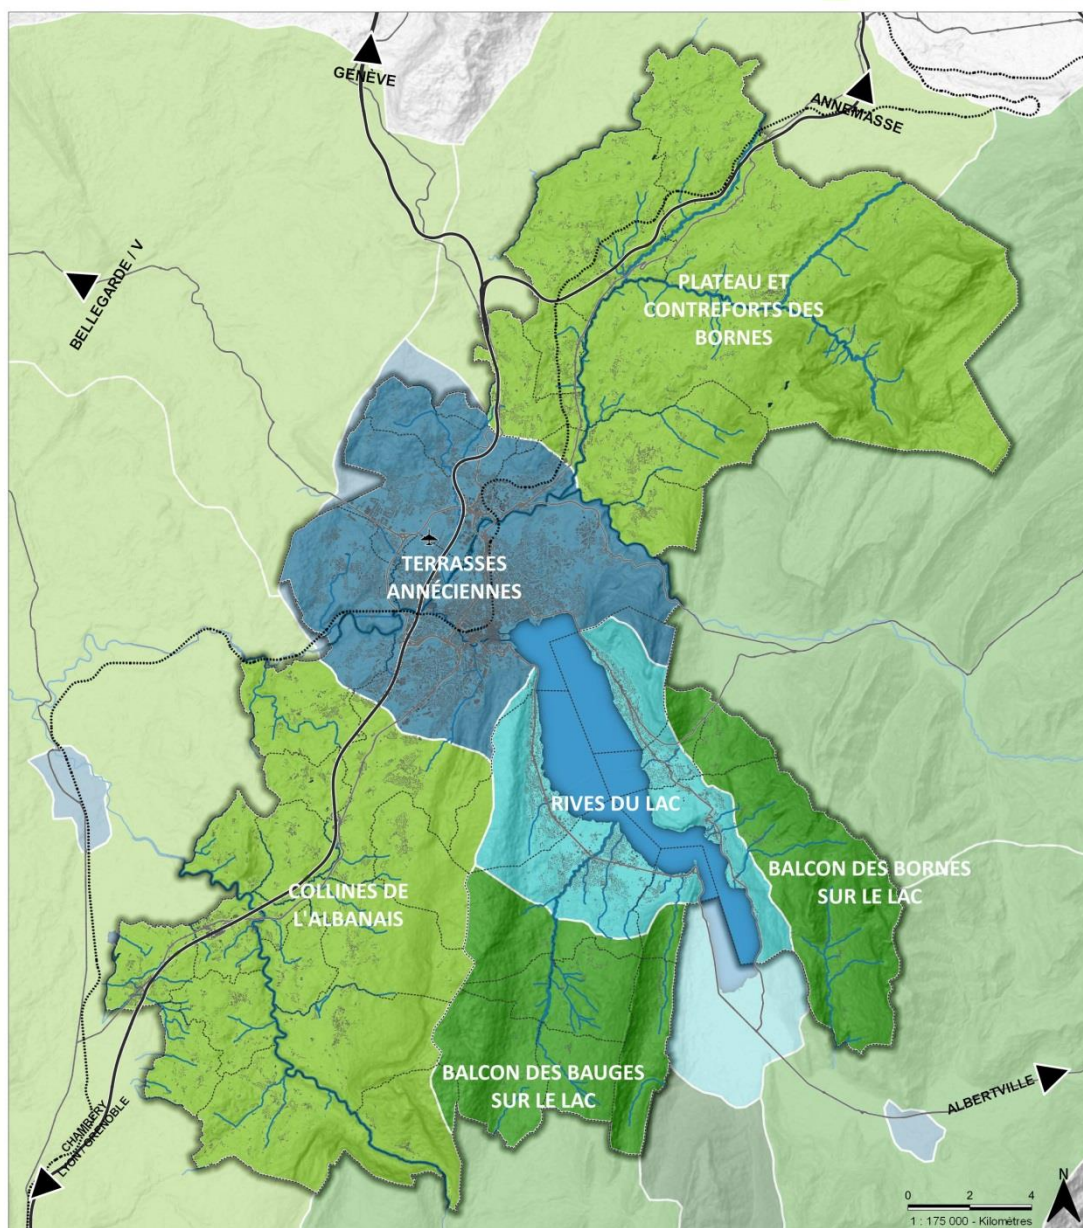 GENÈVE
ANNEMASSE
BELLEGARDE / V
PLATEAU ET
CONTREFORTS DES
BORNES
TERRASSES
ANNÉCIENNES
RIVES DU LAC
BALCON DES BORNES
SUR LE LAC
COLLINES DE
L'ALBANAIS
BALCON DES BAUGES
SUR LE LAC
ALBERTVILLE
CHAMBERY
LYON / GRENOBLE
N
0 2 4
1 : 175 000 - Kilomètres